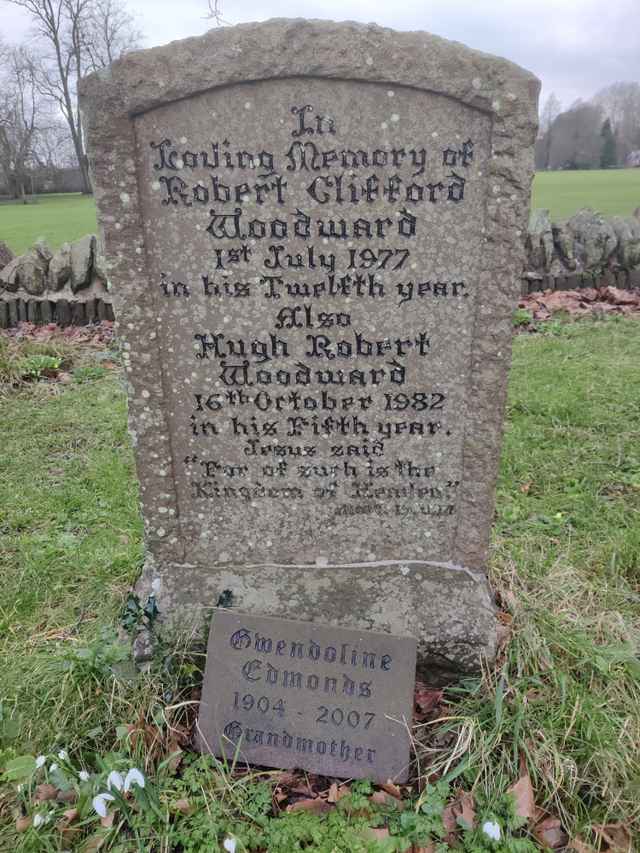 In
Loving Memory of
Robert Clifford
Woodward
1st July 1977
in his Twelfth year.
Also
Hugh Robert
Woodward
16th October 1982
in his Fifth year.
Jesus said
"For of such is the
Kingdom of Heaven"
Gwendoline
Edmonds
1904 - 2007
Grandmother